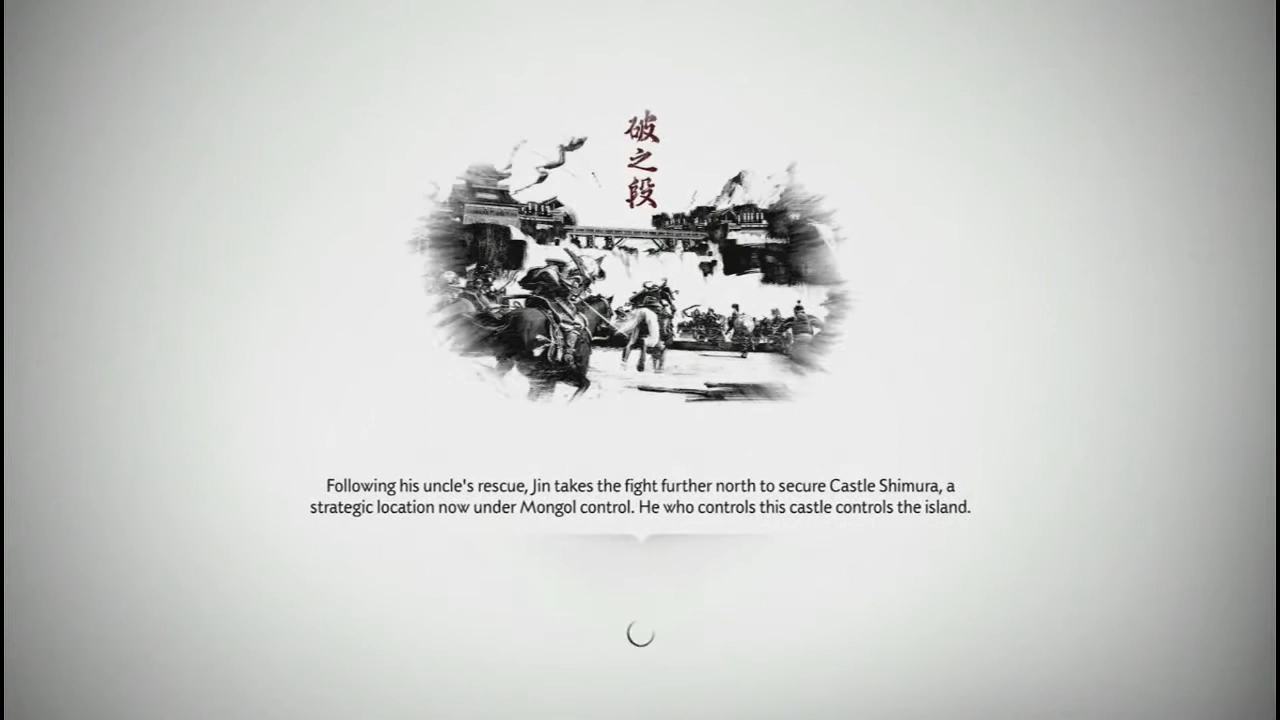 破之段
Following his uncle's rescue, Jin takes the fight further north to secure Castle Shimura, a
strategic location now under Mongol control. He who controls this castle controls the island.